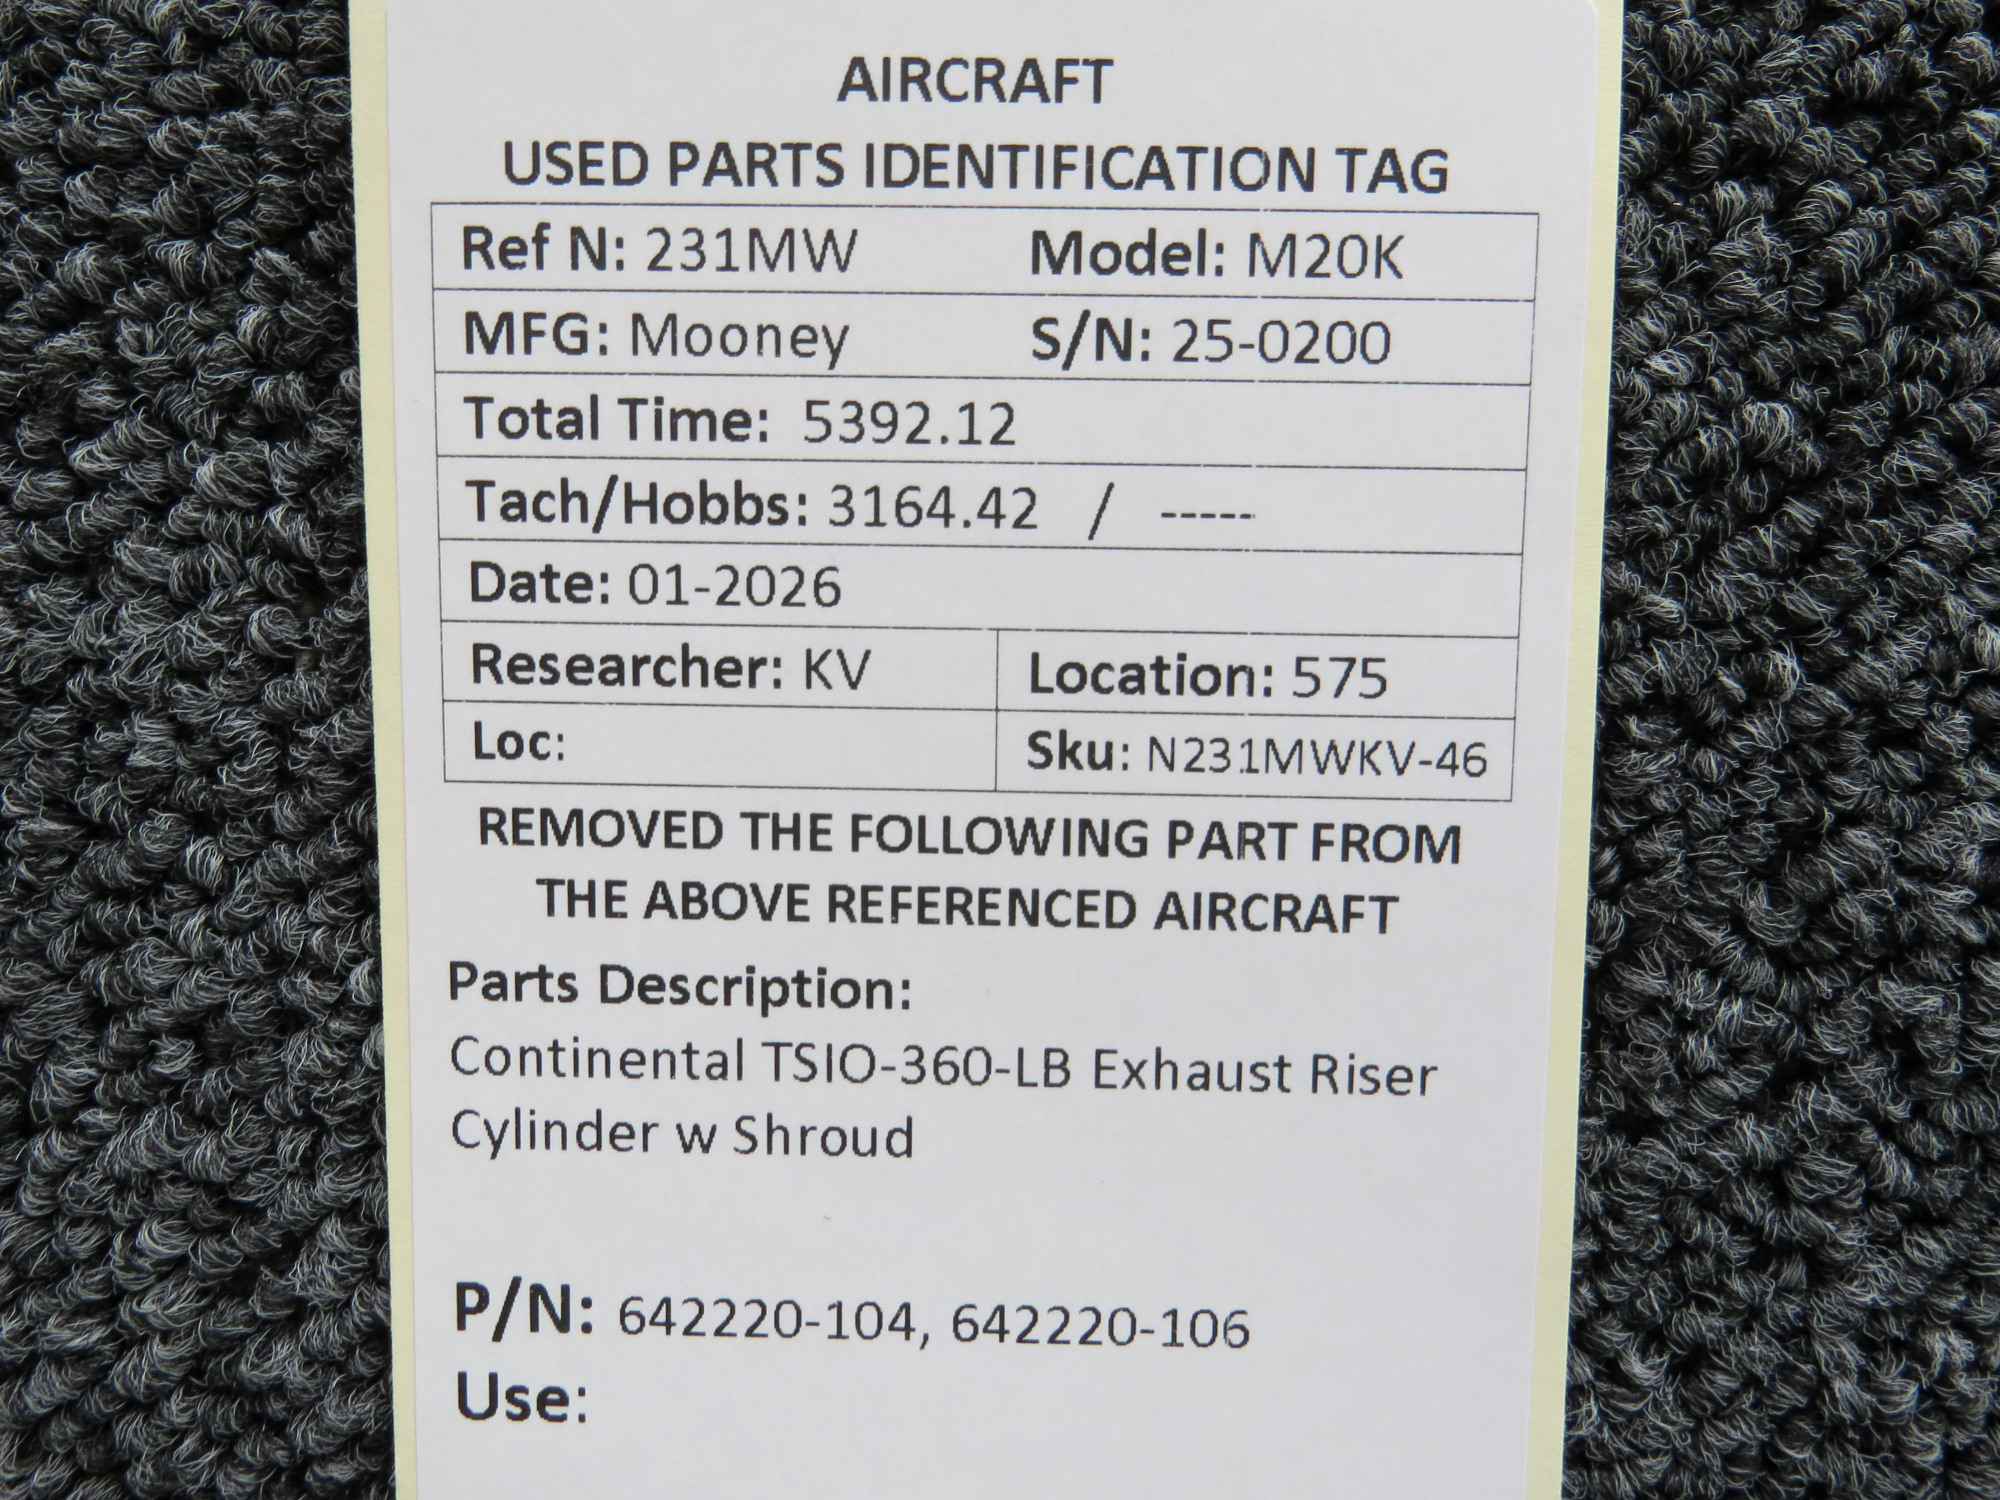 AIRCRAFT
USED PARTS IDENTIFICATION TAG
Ref N: 231MW Model: M20K
MFG: Mooney S/N: 25-0200
Total Time: 5392.12
Tach/Hobbs: 3164.42 / -----
Date: 01-2026
Researcher: KV Location: 575
Loc: Sku: N231MWKV-46
REMOVED THE FOLLOWING PART FROM
THE ABOVE REFERENCED AIRCRAFT
Parts Description:
Continental TSIO-360-LB Exhaust Riser
Cylinder w Shroud
P/N: 642220-104, 642220-106
Use: